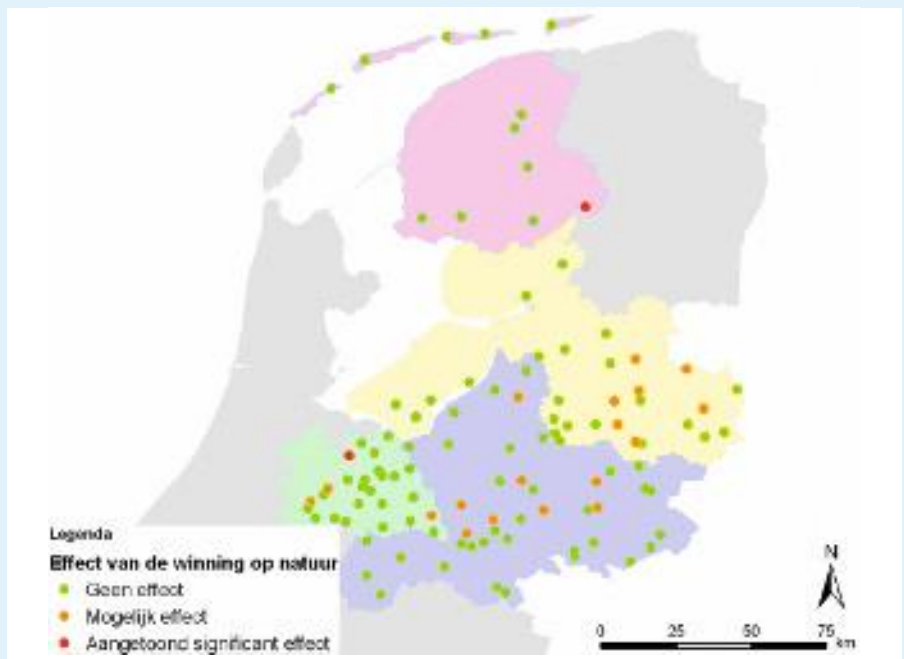 Legenda
Effect van de winning op natuur
Geen effect
Mogelijk effect
Aangetoond significant effect
N
0 25 50 75
km